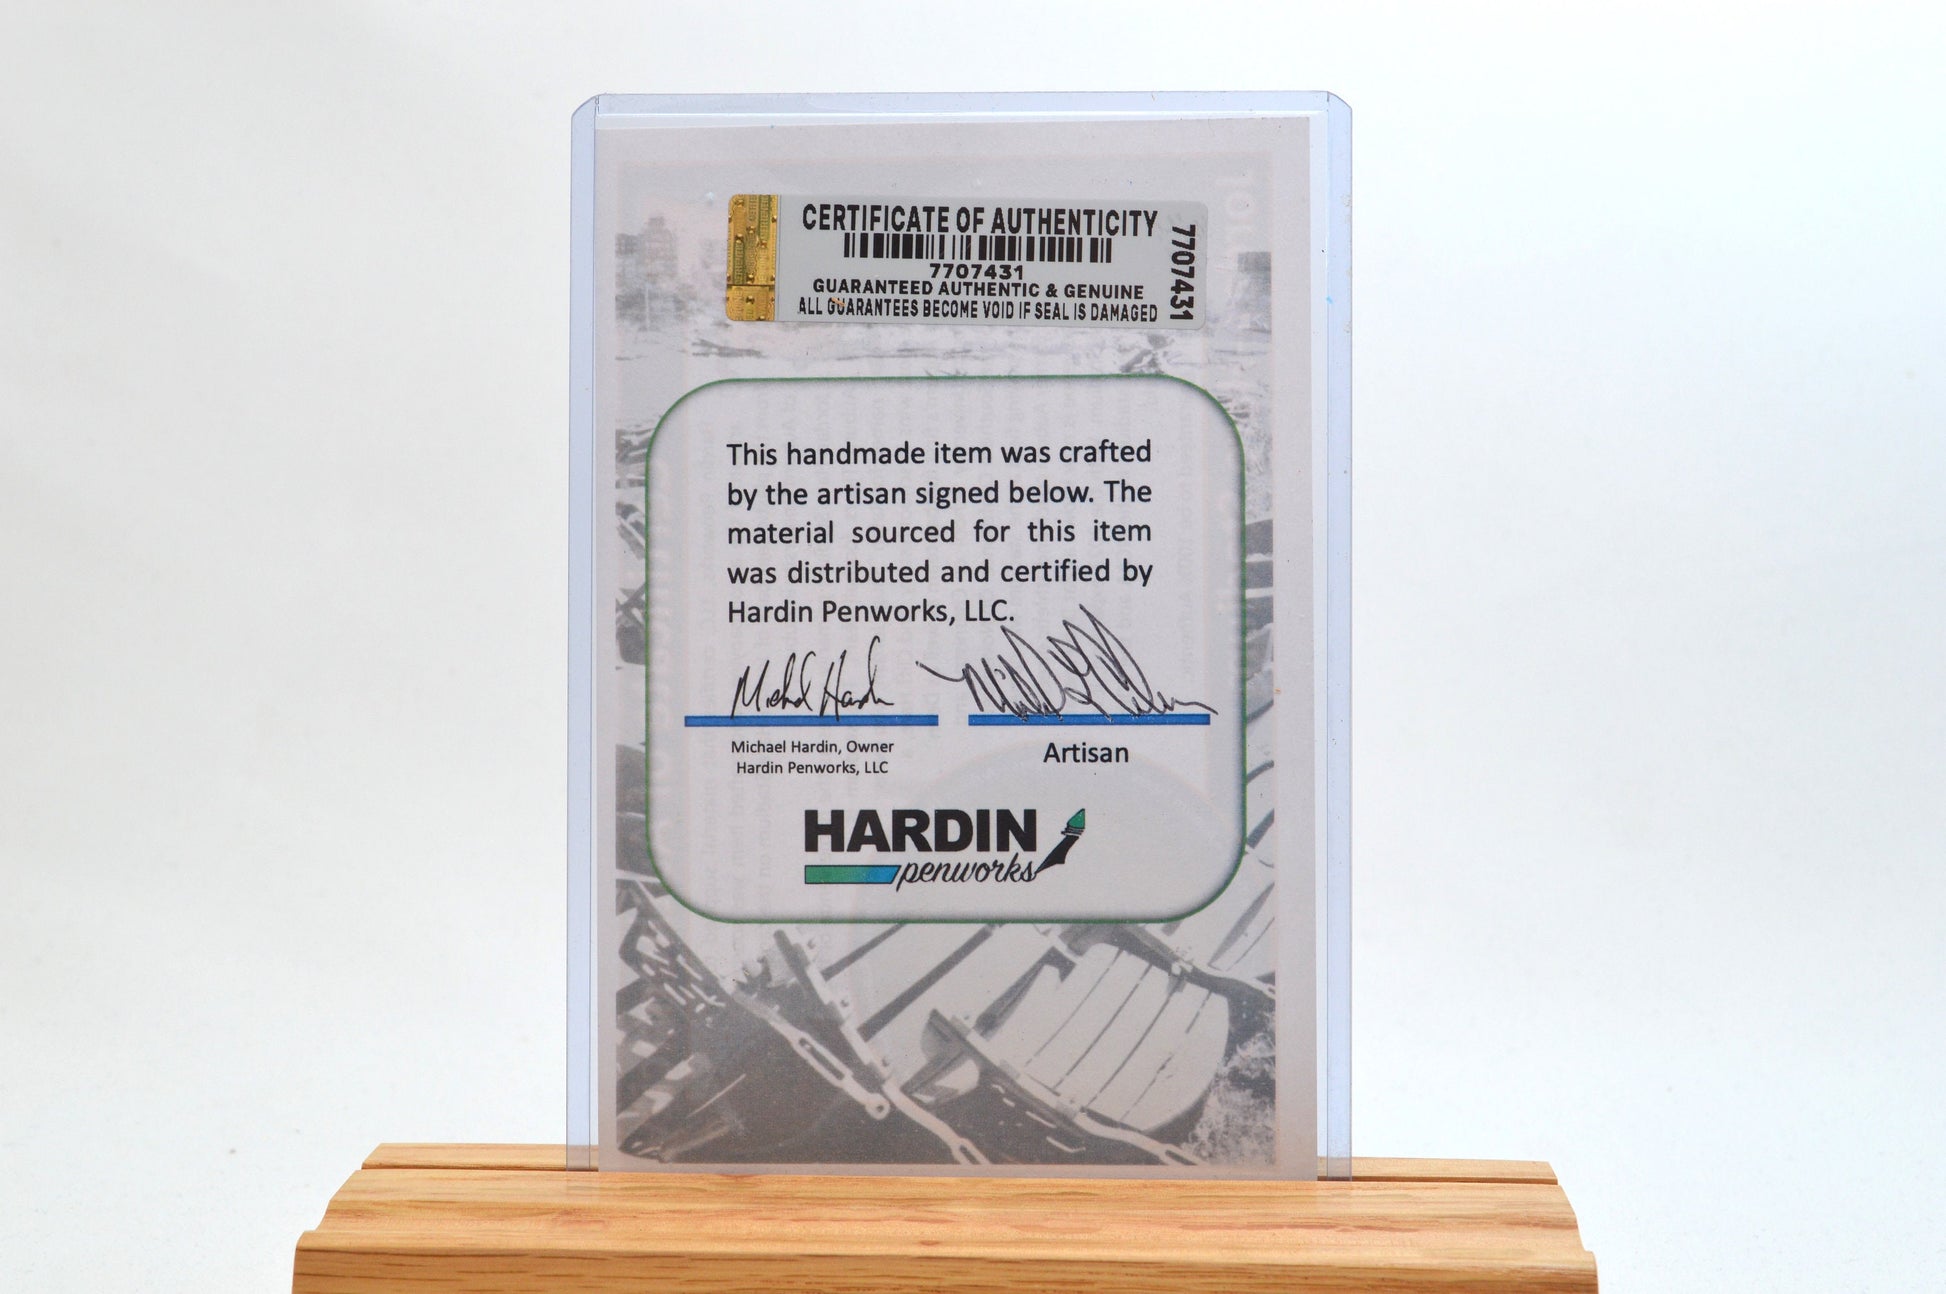 CERTIFICATE OF AUTHENTICITY
7707431
7707431
GUARANTEED AUTHENTIC & GENUINE
ALL GUARANTEES BECOME VOID IF SEAL IS DAMAGED
This handmade item was crafted
by the artisan signed below. The
material sourced for this item
was distributed and certified by
Hardin Penworks, LLC.
Michael Hardin, Owner
Hardin Penworks, LLC
Artisan
HARDIN
penworks